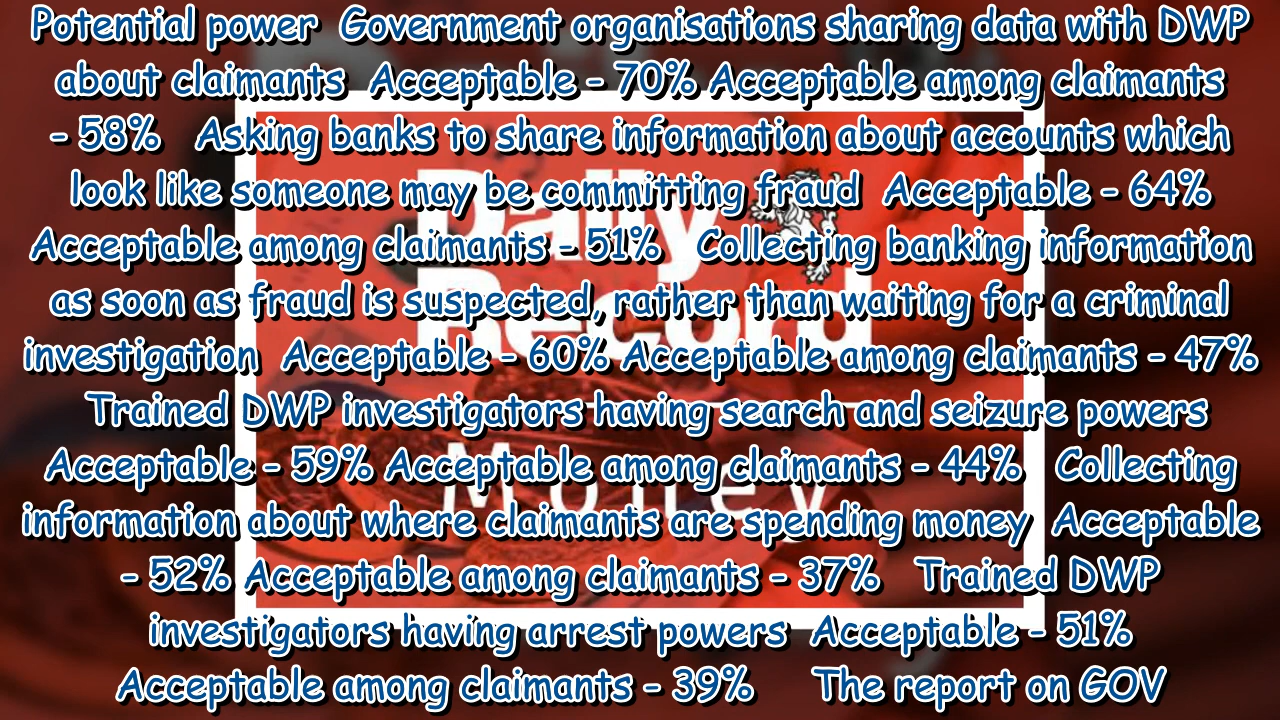 Potential power Government organisations sharing data with DWP
about claimants Acceptable - 70% Acceptable among claimants
- 58% Asking banks to share information about accounts which
look like someone may be committing fraud Acceptable - 64%
Acceptable among claimants - 51% Collecting banking information
as soon as fraud is suspected, rather than waiting for a criminal
investigation Acceptable - 60% Acceptable among claimants - 47%
Trained DWP investigators having search and seizure powers
Acceptable - 59% Acceptable among claimants - 44% Collecting
information about where claimants are spending money Acceptable
- 52% Acceptable among claimants - 37% Trained DWP
investigators having arrest powers Acceptable - 51%
Acceptable among claimants - 39% The report on GOV
Daily
Record
Money